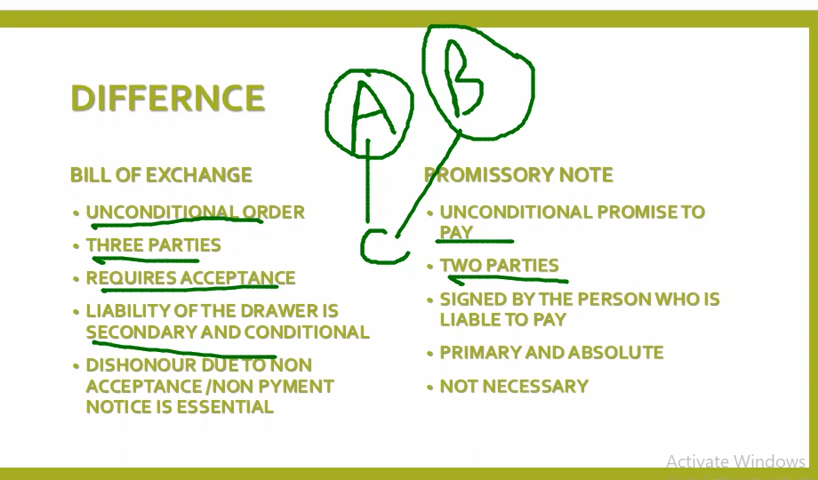 DIFFERNCE
A
B
C
BILL OF EXCHANGE
• UNCONDITIONAL ORDER
• THREE PARTIES
• REQUIRES ACCEPTANCE
• LIABILITY OF THE DRAWER IS
SECONDARY AND CONDITIONAL
• DISHONOUR DUE TO NON
ACCEPTANCE /NON PYMENT
NOTICE IS ESSENTIAL
PROMISSORY NOTE
• UNCONDITIONAL PROMISE TO
PAY
• TWO PARTIES
• SIGNED BY THE PERSON WHO IS
LIABLE TO PAY
• PRIMARY AND ABSOLUTE
• NOT NECESSARY
Activate Windows